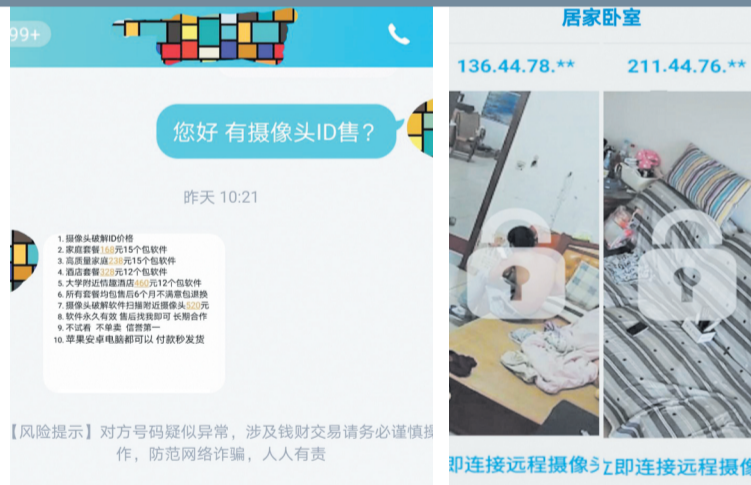 99+
您好 有摄像头ID售？
昨天 10:21
1. 摄像头破解ID价格
2. 家庭套餐168元15个包软件
3. 高质量家庭238元15个包软件
4. 酒店套餐328元12个包软件
5. 大学附近情趣酒店460元12个包软件
6. 所有套餐均包售后6个月不满意包退换
7. 摄像头破解软件扫描附近摄像头520元
8. 软件永久有效 售后找我即可 长期合作
9. 不试看 不单卖 信誉第一
10. 苹果安卓电脑都可以 付款秒发货
【风险提示】对方号码疑似异常，涉及钱财交易请务必谨慎操
作，防范网络诈骗，人人有责
居家卧室
136.44.78.**
211.44.76.**
即连接远程摄像头
立即连接远程摄像